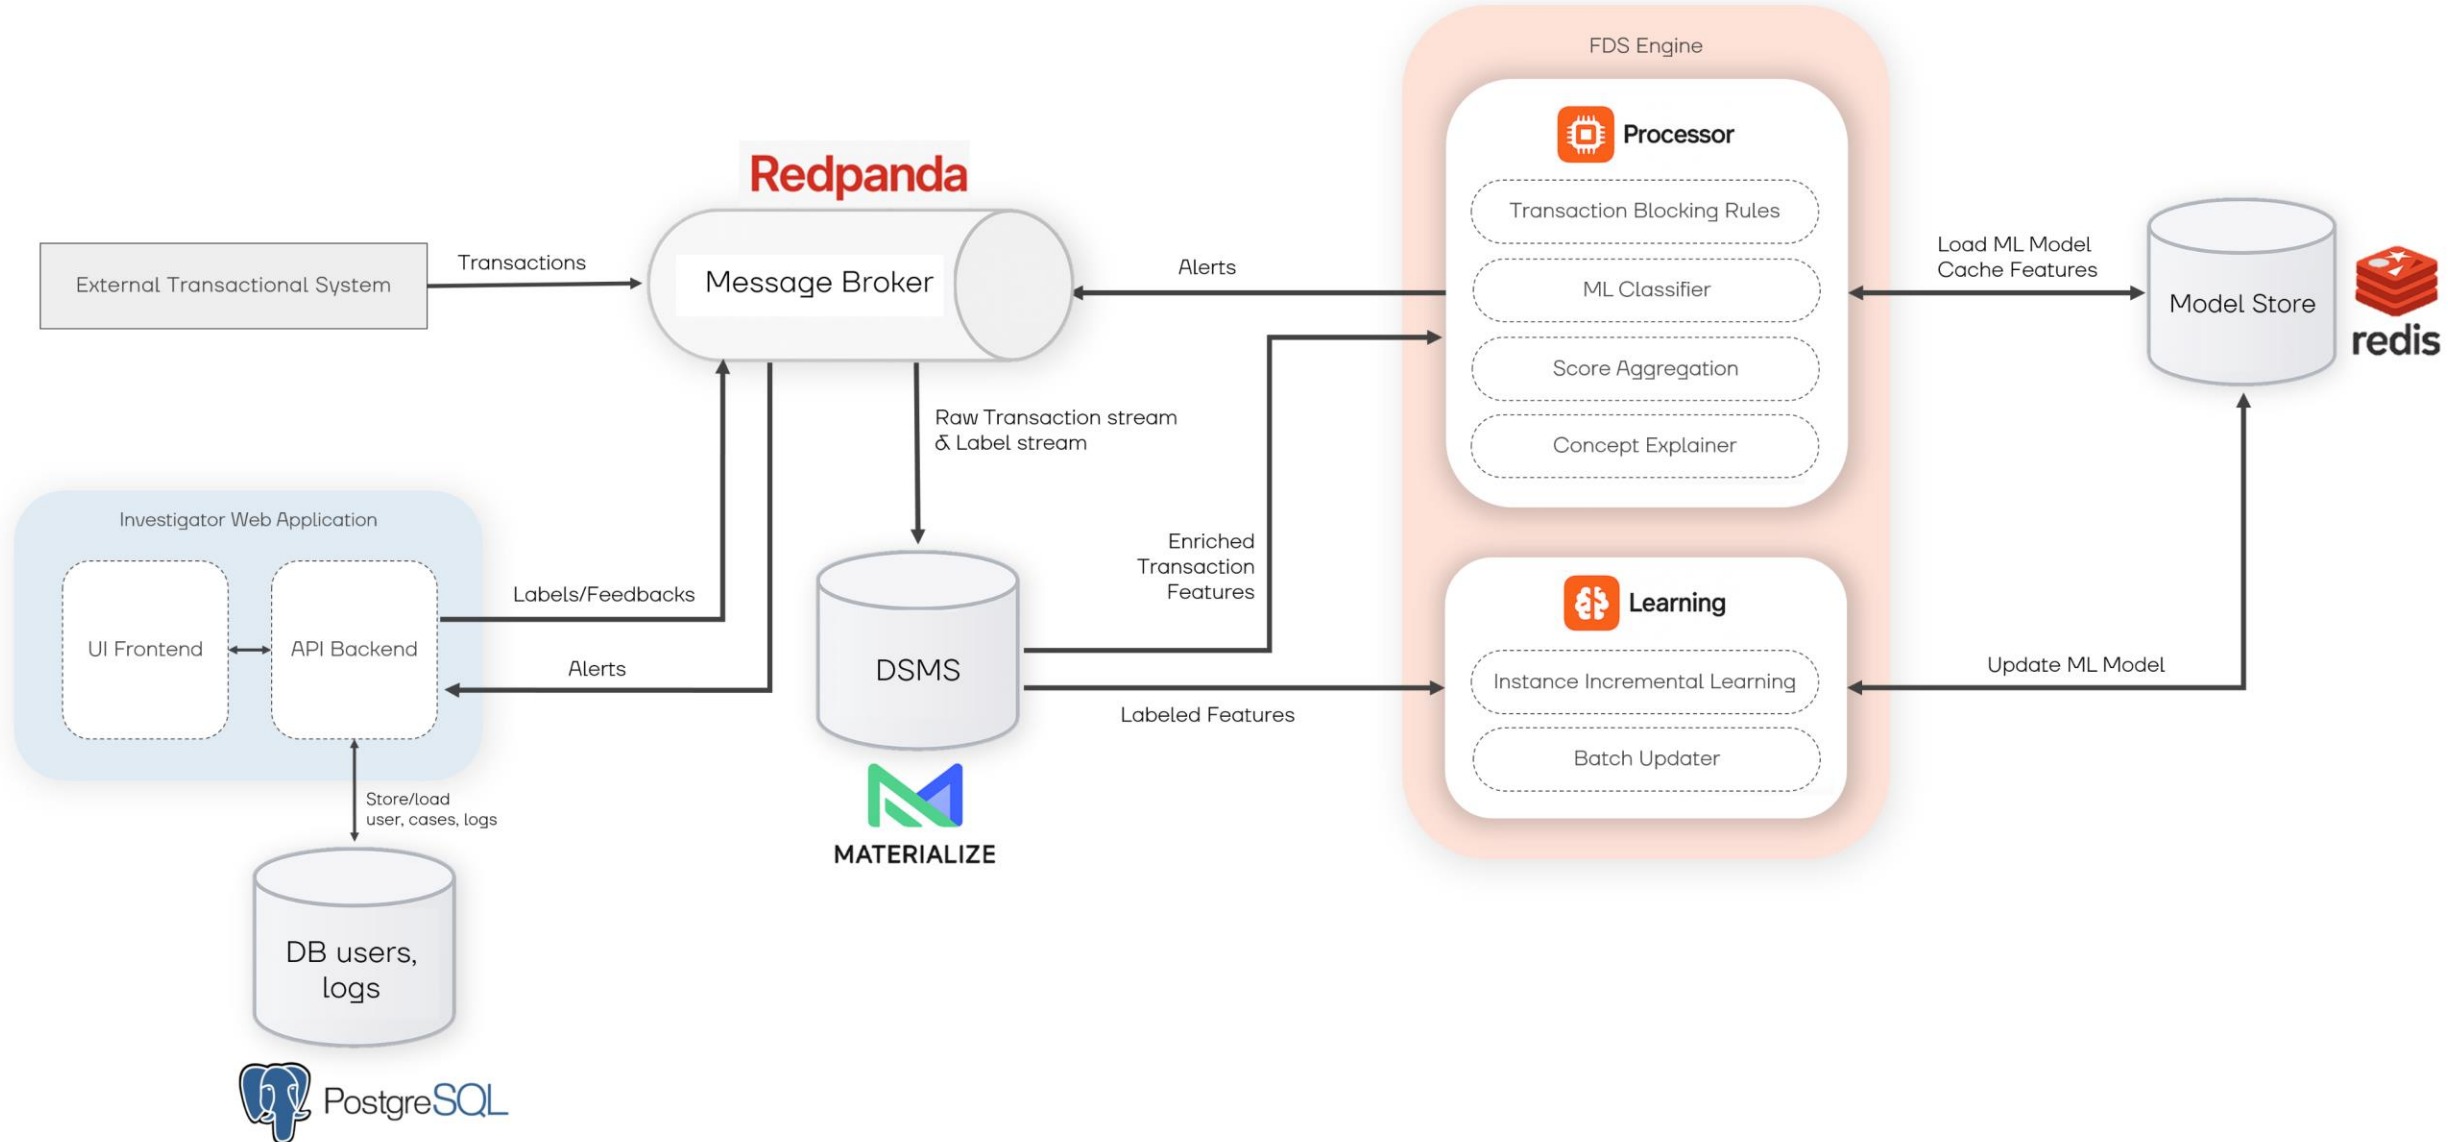 FDS Engine
Processor
Transaction Blocking Rules
ML Classifier
Score Aggregation
Concept Explainer
Redpanda
Message Broker
External Transactional System
Transactions
Alerts
Load ML Model
Cache Features
Model Store
redis
Raw Transaction stream
& Label stream
Investigator Web Application
UI Frontend
API Backend
Labels/Feedbacks
Alerts
Enriched
Transaction
Features
DSMS
Labeled Features
MATERIALIZE
Learning
Instance Incremental Learning
Batch Updater
Update ML Model
Store/load
user, cases, logs
DB users,
logs
PostgreSQL